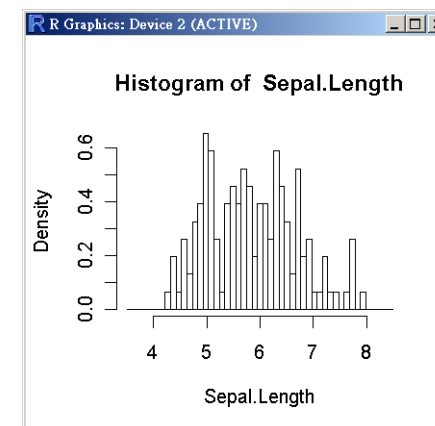 R R Graphics: Device 2 (ACTIVE)
Histogram of Sepal.Length
Density
0.0 0.2 0.4 0.6
4 5 6 7 8
Sepal.Length